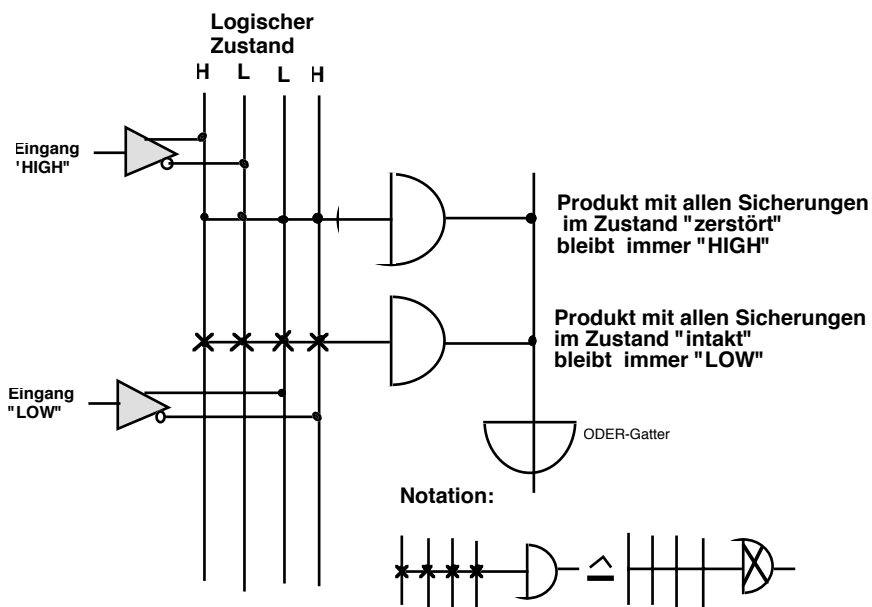 Logischer
Zustand
H L L H
Eingang
"HIGH"
Produkt mit allen Sicherungen
im Zustand "zerstört"
bleibt immer "HIGH"
Produkt mit allen Sicherungen
im Zustand "intakt"
bleibt immer "LOW"
Eingang
"LOW"
ODER-Gatter
Notation: